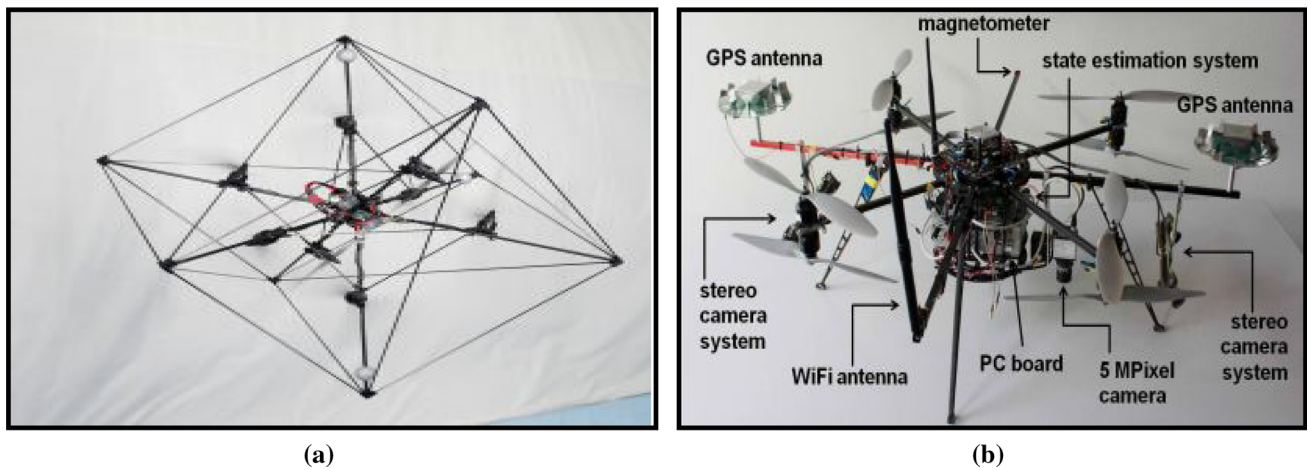 magnetometer
GPS antenna
state estimation system
GPS antenna
stereo
camera
system
WiFi antenna
PC board
5 MPixel
camera
stereo
camera
system
(a)
(b)